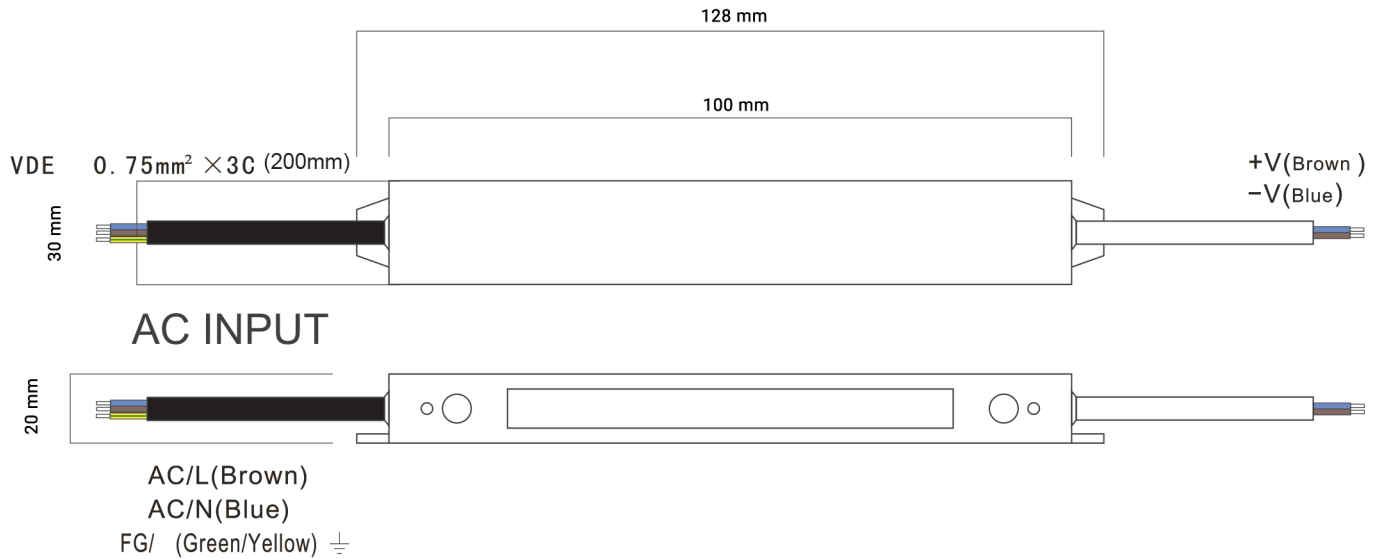 128 mm
100 mm
VDE 0.75mm² ×3C (200mm)
+V(Brown )
−V(Blue)
30 mm
AC INPUT
20 mm
AC/L(Brown)
AC/N(Blue)
FG/ (Green/Yellow) ⏚